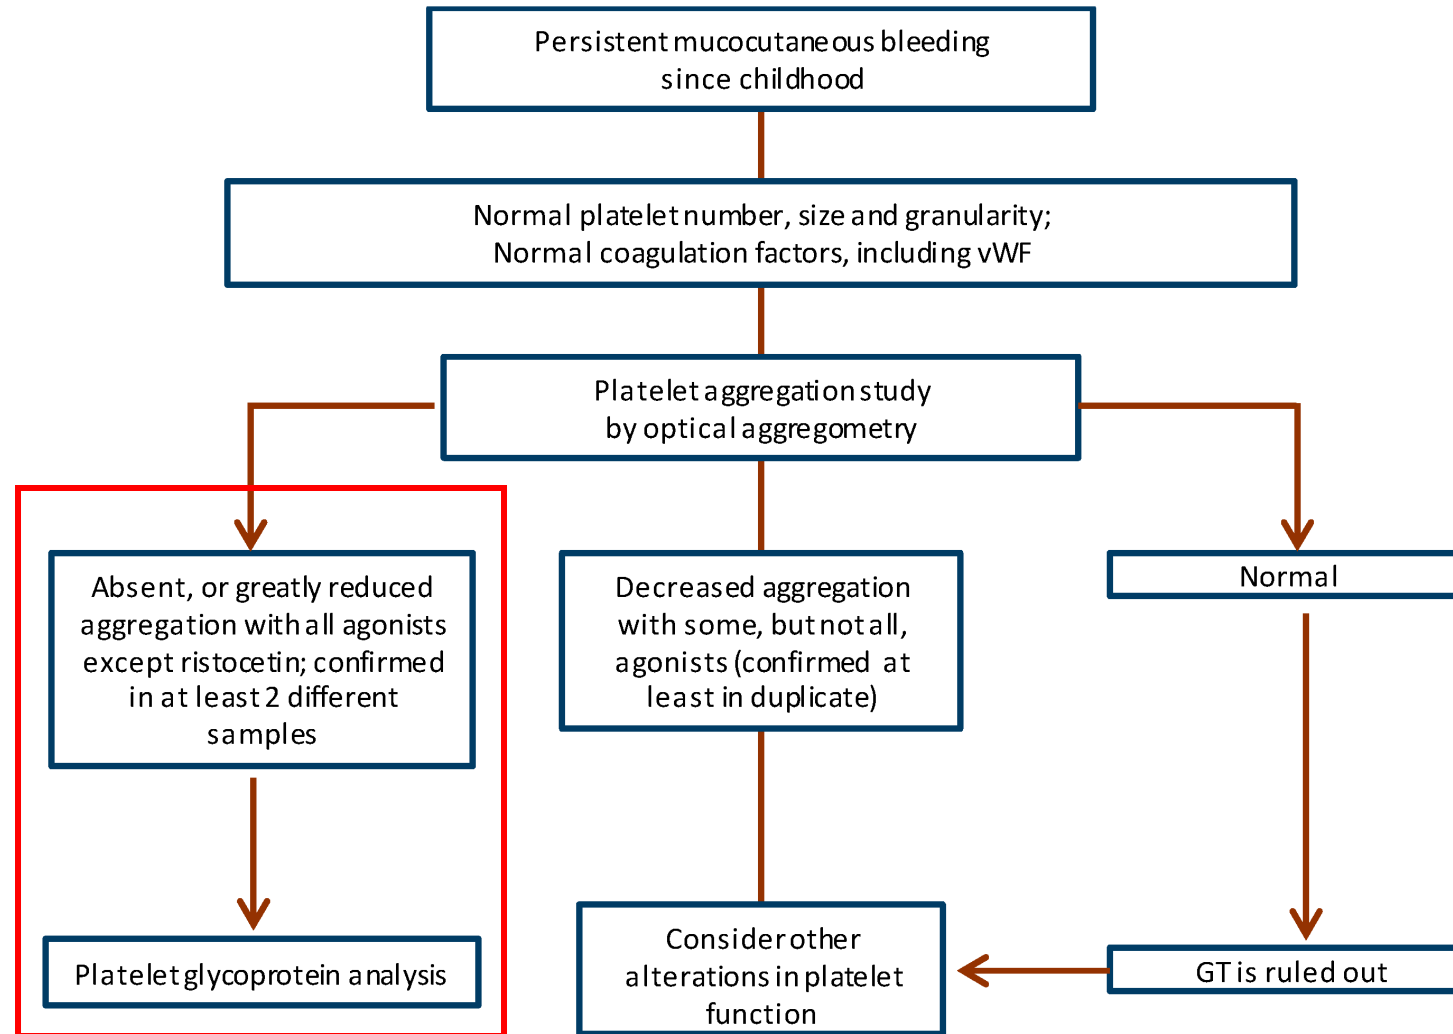 Persistent mucocutaneous bleeding
since childhood
Normal platelet number, size and granularity;
Normal coagulation factors, including vWF
Platelet aggregation study
by optical aggregometry
Absent, or greatly reduced
aggregation with all agonists
except ristocetin; confirmed
in at least 2 different
samples
Decreased aggregation
with some, but not all,
agonists (confirmed at
least in duplicate)
Normal
Platelet glycoprotein analysis
Consider other
alterations in platelet
function
GT is ruled out